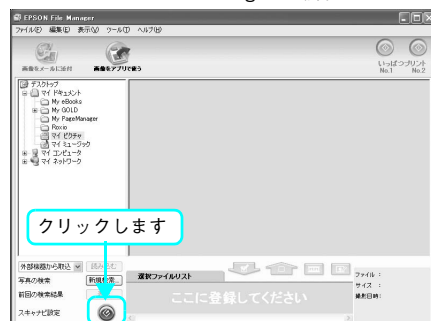 EPSON File Manager
ファイル(F) 編集(E) 表示(V) ツール(T) ヘルプ(H)
画像をメールに添付 画像をアプリで使う いっぱつプリント
No.1 No.2
デスクトップ
マイ ドキュメント
My eBooks
My GOLD
My PageManager
Roxio
マイ ピクチャ
マイ ミュージック
マイ コンピュータ
マイ ネットワーク
クリックします
外部機器から取込 読み込む
写真の検索 新規検索... 選択ファイルリスト ファイル :
前回の検索結果 ここに登録してください サイズ :
撮影日時:
スキャナビ設定